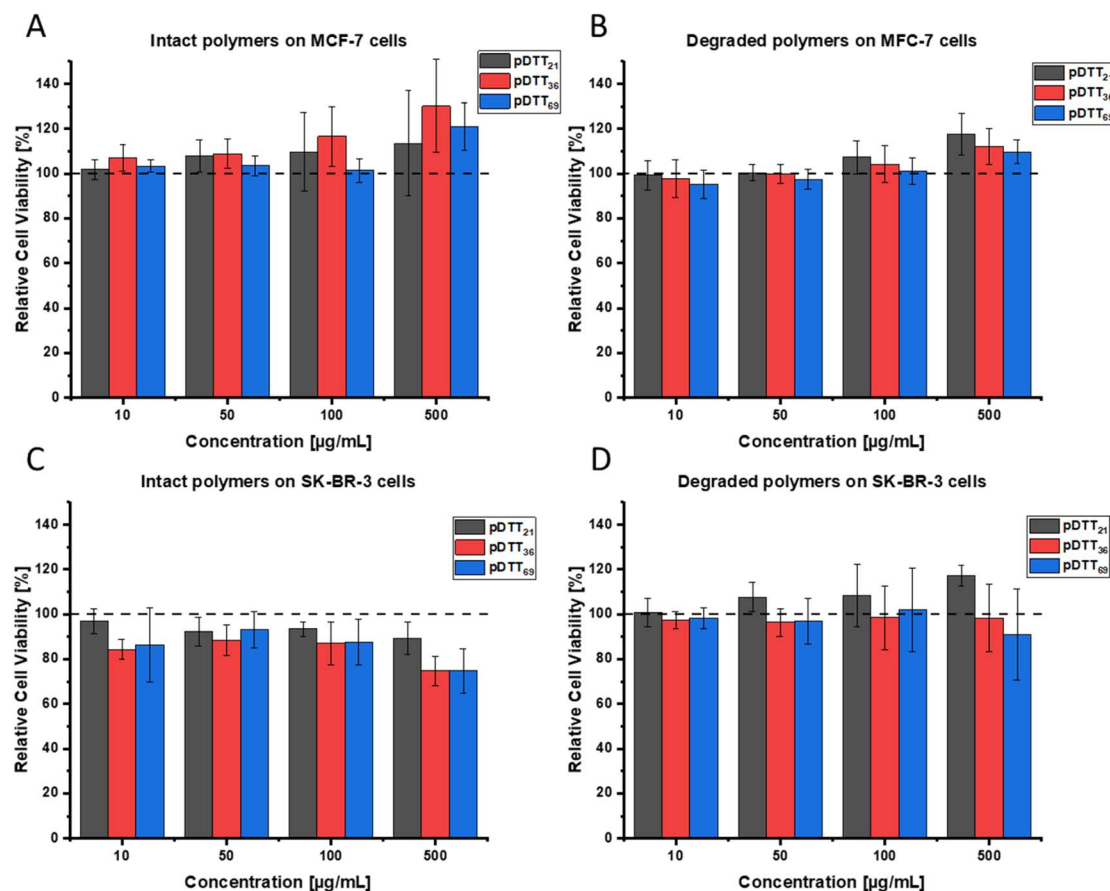 A
Intact polymers on MCF-7 cells
pDTT21
pDTT36
pDTT69
Relative Cell Viability [%]
140
120
100
80
60
40
20
0
10 50 100 500
Concentration [µg/mL]
B
Degraded polymers on MFC-7 cells
pDTT21
pDTT36
pDTT69
Relative Cell Viability [%]
140
120
100
80
60
40
20
0
10 50 100 500
Concentration [µg/mL]
C
Intact polymers on SK-BR-3 cells
pDTT21
pDTT36
pDTT69
Relative Cell Viability [%]
140
120
100
80
60
40
20
0
10 50 100 500
Concentration [µg/mL]
D
Degraded polymers on SK-BR-3 cells
pDTT21
pDTT36
pDTT69
Relative Cell Viability [%]
140
120
100
80
60
40
20
0
10 50 100 500
Concentration [µg/mL]